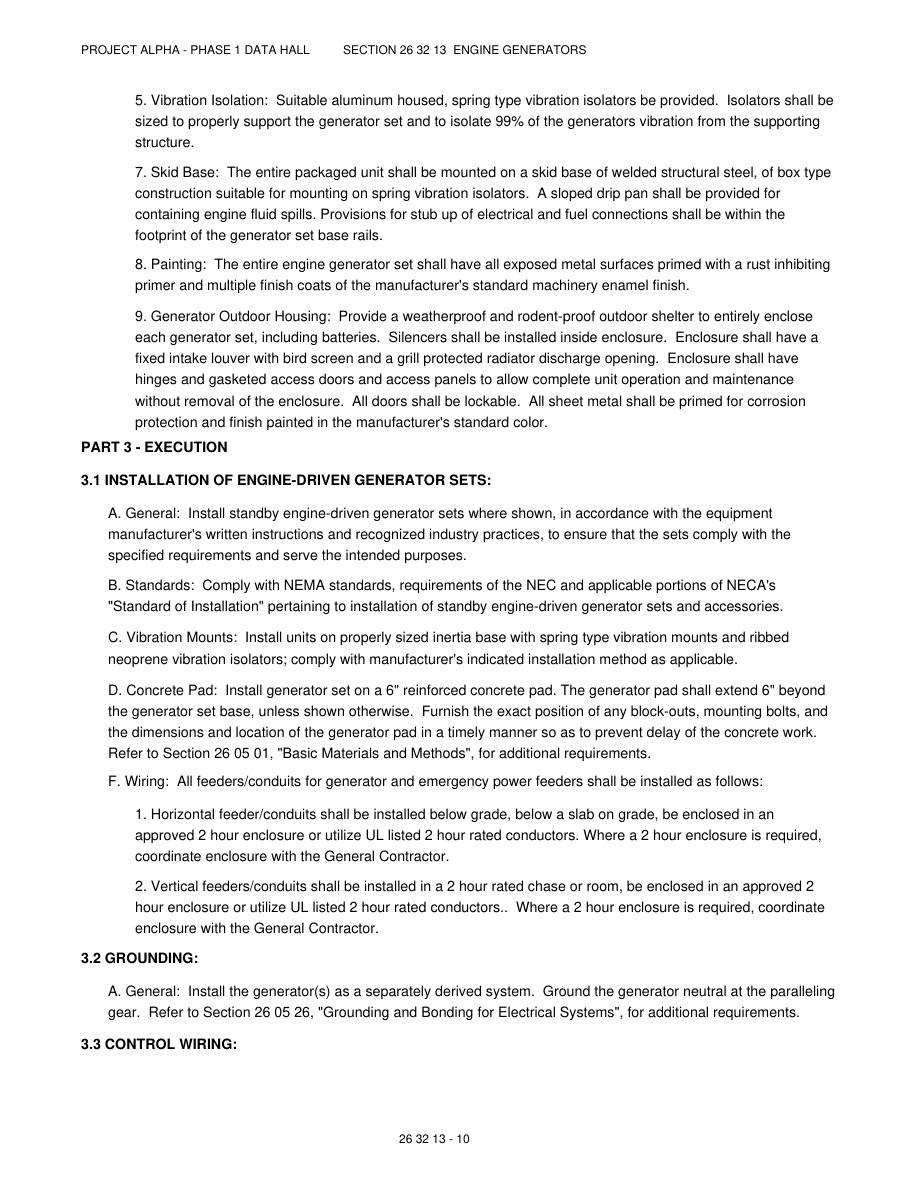 PROJECT ALPHA - PHASE 1 DATA HALL SECTION 26 32 13 ENGINE GENERATORS
5. Vibration Isolation: Suitable aluminum housed, spring type vibration isolators be provided. Isolators shall be
sized to properly support the generator set and to isolate 99% of the generators vibration from the supporting
structure.
7. Skid Base: The entire packaged unit shall be mounted on a skid base of welded structural steel, of box type
construction suitable for mounting on spring vibration isolators. A sloped drip pan shall be provided for
containing engine fluid spills. Provisions for stub up of electrical and fuel connections shall be within the
footprint of the generator set base rails.
8. Painting: The entire engine generator set shall have all exposed metal surfaces primed with a rust inhibiting
primer and multiple finish coats of the manufacturer's standard machinery enamel finish.
9. Generator Outdoor Housing: Provide a weatherproof and rodent-proof outdoor shelter to entirely enclose
each generator set, including batteries. Silencers shall be installed inside enclosure. Enclosure shall have a
fixed intake louver with bird screen and a grill protected radiator discharge opening. Enclosure shall have
hinges and gasketed access doors and access panels to allow complete unit operation and maintenance
without removal of the enclosure. All doors shall be lockable. All sheet metal shall be primed for corrosion
protection and finish painted in the manufacturer's standard color.
PART 3 - EXECUTION
3.1 INSTALLATION OF ENGINE-DRIVEN GENERATOR SETS:
A. General: Install standby engine-driven generator sets where shown, in accordance with the equipment
manufacturer's written instructions and recognized industry practices, to ensure that the sets comply with the
specified requirements and serve the intended purposes.
B. Standards: Comply with NEMA standards, requirements of the NEC and applicable portions of NECA's
"Standard of Installation" pertaining to installation of standby engine-driven generator sets and accessories.
C. Vibration Mounts: Install units on properly sized inertia base with spring type vibration mounts and ribbed
neoprene vibration isolators; comply with manufacturer's indicated installation method as applicable.
D. Concrete Pad: Install generator set on a 6" reinforced concrete pad. The generator pad shall extend 6" beyond
the generator set base, unless shown otherwise. Furnish the exact position of any block-outs, mounting bolts, and
the dimensions and location of the generator pad in a timely manner so as to prevent delay of the concrete work.
Refer to Section 26 05 01, "Basic Materials and Methods", for additional requirements.
F. Wiring: All feeders/conduits for generator and emergency power feeders shall be installed as follows:
1. Horizontal feeder/conduits shall be installed below grade, below a slab on grade, be enclosed in an
approved 2 hour enclosure or utilize UL listed 2 hour rated conductors. Where a 2 hour enclosure is required,
coordinate enclosure with the General Contractor.
2. Vertical feeders/conduits shall be installed in a 2 hour rated chase or room, be enclosed in an approved 2
hour enclosure or utilize UL listed 2 hour rated conductors.. Where a 2 hour enclosure is required, coordinate
enclosure with the General Contractor.
3.2 GROUNDING:
A. General: Install the generator(s) as a separately derived system. Ground the generator neutral at the paralleling
gear. Refer to Section 26 05 26, "Grounding and Bonding for Electrical Systems", for additional requirements.
3.3 CONTROL WIRING:
26 32 13 - 10